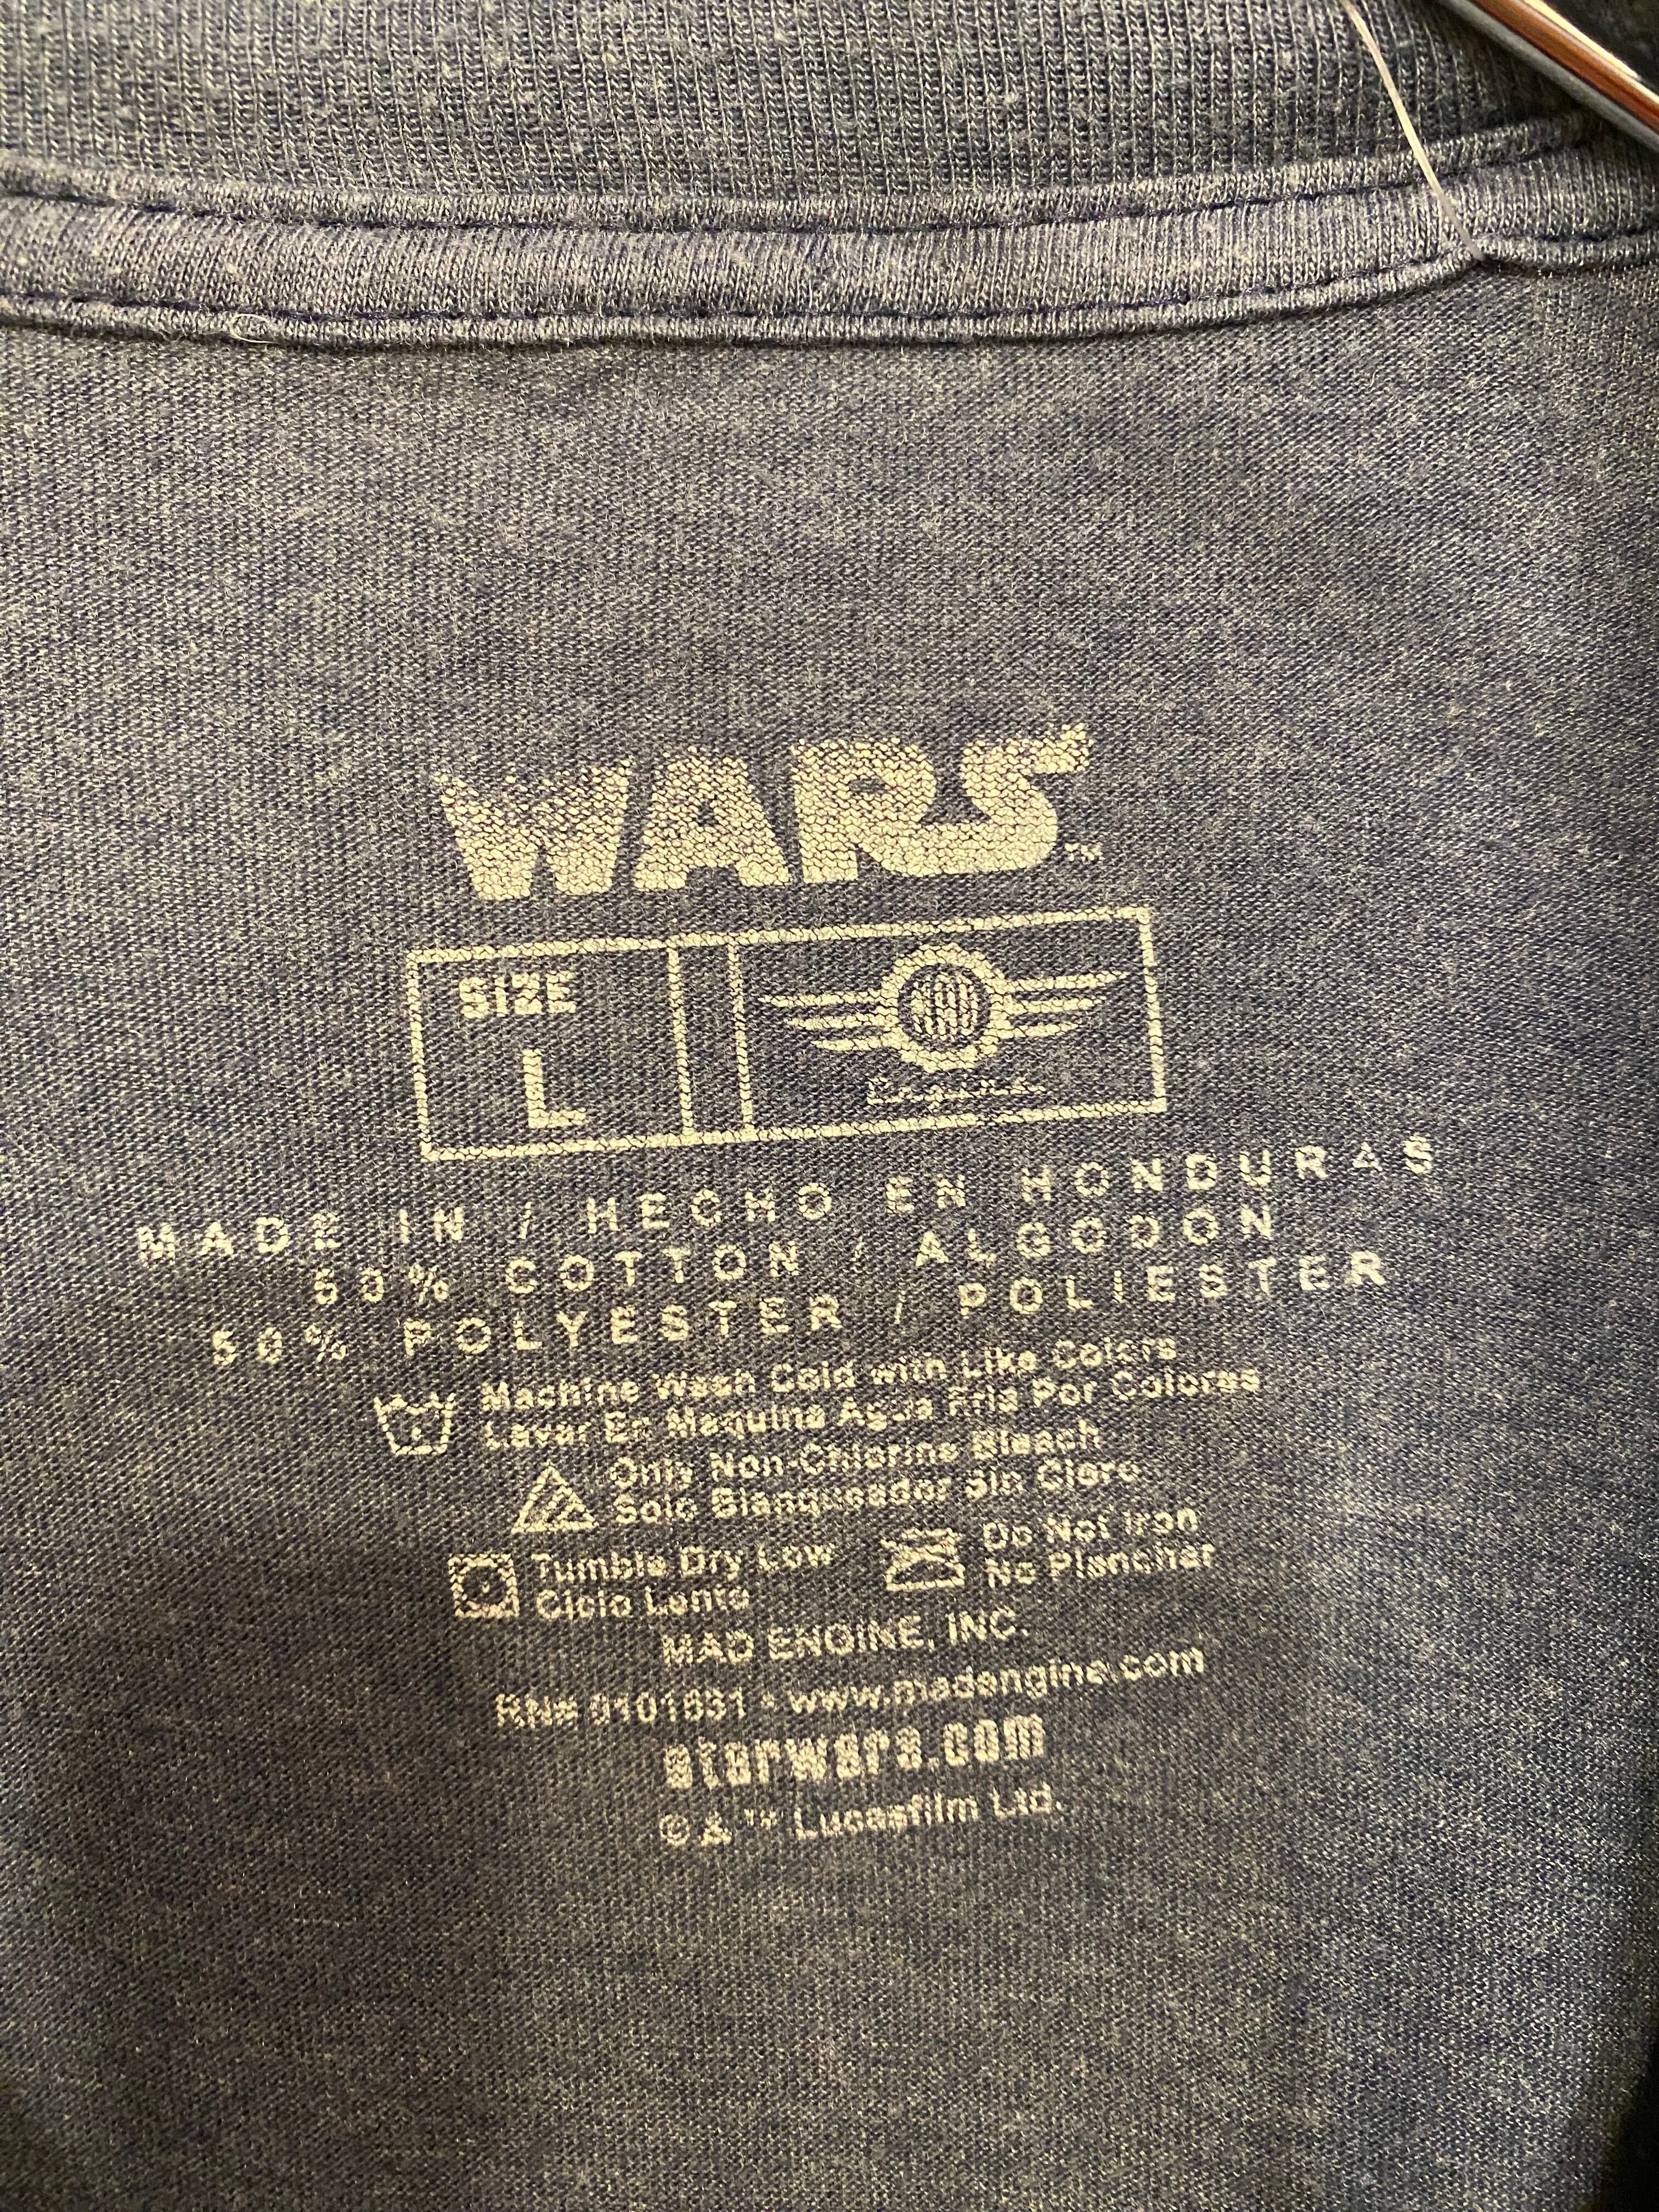 WARS
TM
SIZE
L
MADE IN / HECHO EN HONDURAS
50% COTTON / ALGODON
50% POLYESTER / POLIESTER
Machine Wash Cold with Like Colors
Lavar En Maquina Agua Fria Por Colores
Only Non-Chlorine Bleach
Solo Blanqueador Sin Cloro
Tumble Dry Low
Ciclo Lento
Do Not Iron
No Planchar
MAD ENGINE, INC.
RN# • www.madengine.com
starwars.com
© & ™ Lucasfilm Ltd.